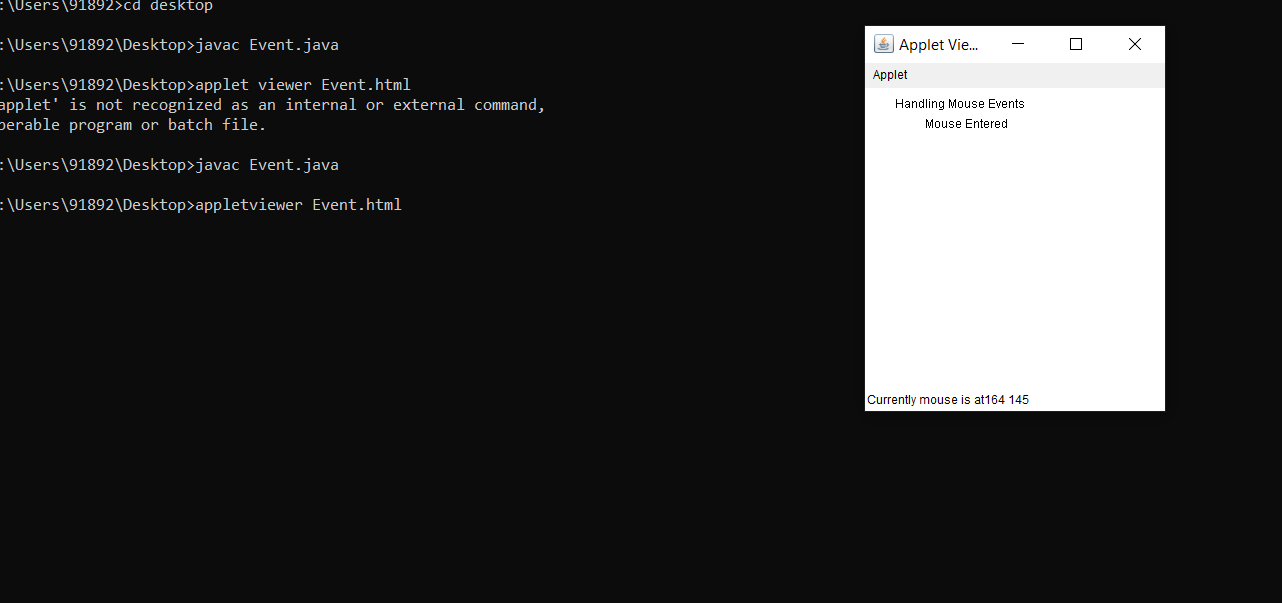 :\Users\91892>cd desktop
:\Users\91892\Desktop>javac Event.java
:\Users\91892\Desktop>applet viewer Event.html
applet' is not recognized as an internal or external command,
perable program or batch file.
:\Users\91892\Desktop>javac Event.java
:\Users\91892\Desktop>appletviewer Event.html
Applet Vie...
Applet
Handling Mouse Events
Mouse Entered
Currently mouse is at164 145